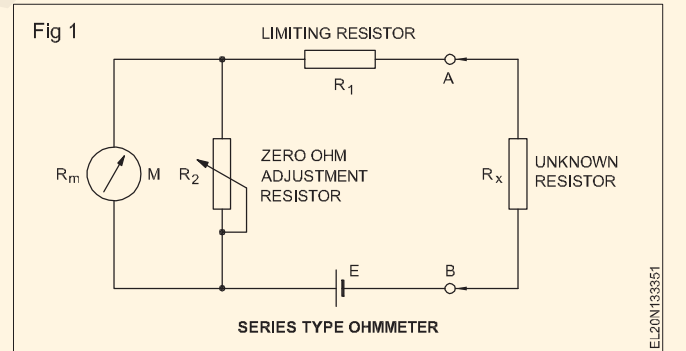 Fig 1
LIMITING RESISTOR
R1
A
Rm
M
R2
ZERO OHM
ADJUSTMENT
RESISTOR
Rx
UNKNOWN
RESISTOR
E
B
SERIES TYPE OHMMETER
EL20N133351